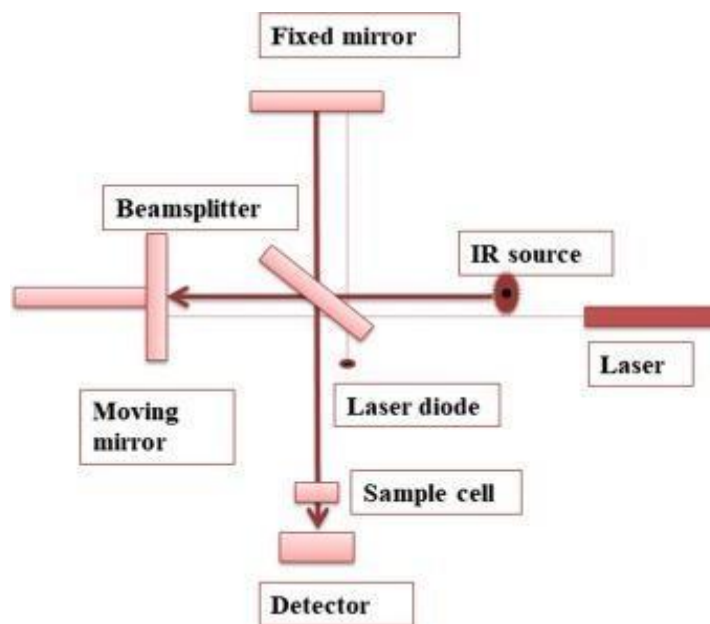 Fixed mirror
Beamsplitter
IR source
Laser
Laser diode
Moving
mirror
Sample cell
Detector